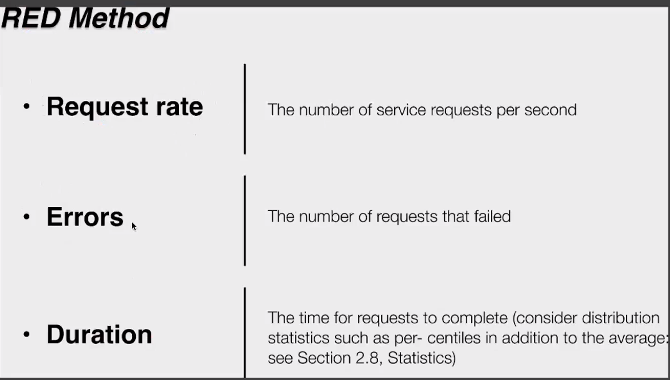 RED Method
• Request rate
The number of service requests per second
• Errors
The number of requests that failed
• Duration
The time for requests to complete (consider distribution
statistics such as per- centiles in addition to the average:
see Section 2.8, Statistics)